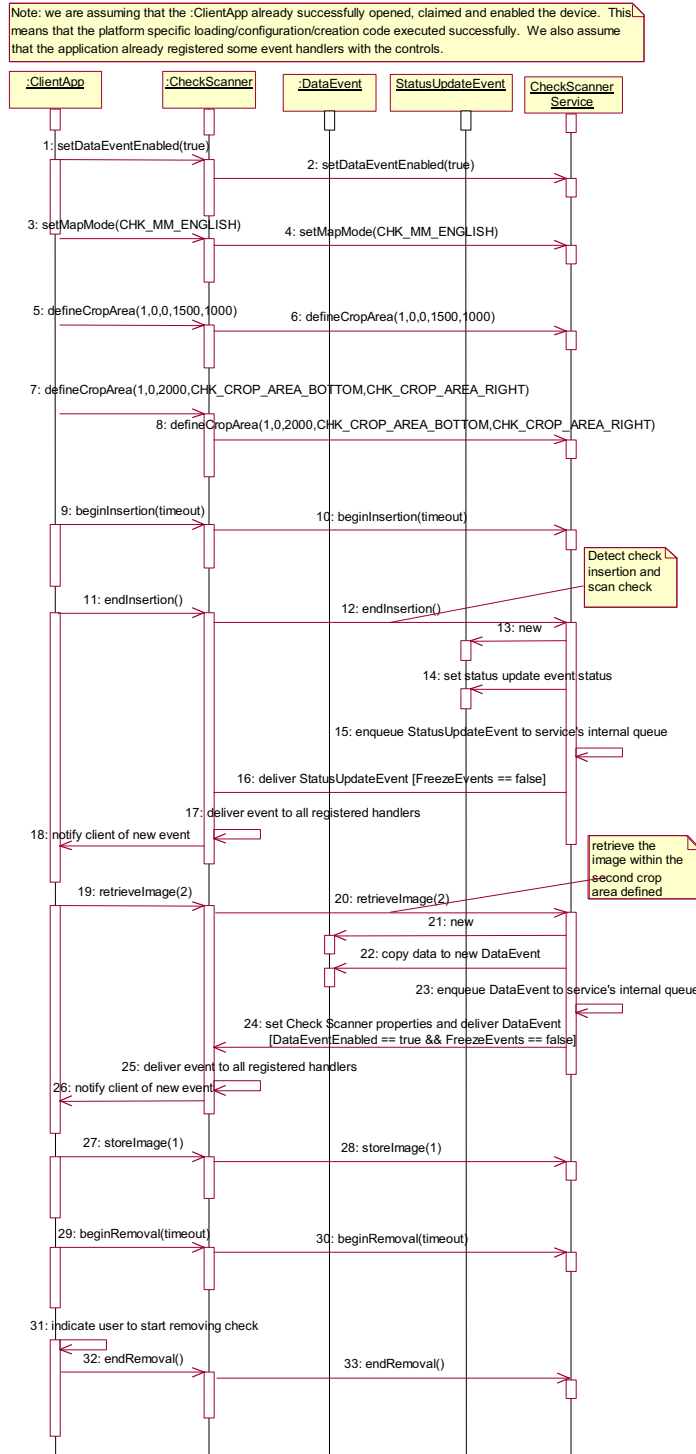 Note: we are assuming that the :ClientApp already successfully opened, claimed and enabled the device. This
means that the platform specific loading/configuration/creation code executed successfully. We also assume
that the application already registered some event handlers with the controls.
:ClientApp
:CheckScanner
:DataEvent
StatusUpdateEvent
CheckScanner
Service
1: setDataEventEnabled(true)
2: setDataEventEnabled(true)
3: setMapMode(CHK_MM_ENGLISH)
4: setMapMode(CHK_MM_ENGLISH)
5: defineCropArea(1,0,0,1500,1000)
6: defineCropArea(1,0,0,1500,1000)
7: defineCropArea(1,0,2000,CHK_CROP_AREA_BOTTOM,CHK_CROP_AREA_RIGHT)
8: defineCropArea(1,0,2000,CHK_CROP_AREA_BOTTOM,CHK_CROP_AREA_RIGHT)
9: beginInsertion(timeout)
10: beginInsertion(timeout)
Detect check
insertion and
scan check
11: endInsertion()
12: endInsertion()
13: new
14: set status update event status
15: enqueue StatusUpdateEvent to service's internal queue
16: deliver StatusUpdateEvent [FreezeEvents == false]
17: deliver event to all registered handlers
18: notify client of new event
retrieve the
image within the
second crop
area defined
19: retrieveImage(2)
20: retrieveImage(2)
21: new
22: copy data to new DataEvent
23: enqueue DataEvent to service's internal queue
24: set Check Scanner properties and deliver DataEvent
[DataEventEnabled == true && FreezeEvents == false]
25: deliver event to all registered handlers
26: notify client of new event
27: storeImage(1)
28: storeImage(1)
29: beginRemoval(timeout)
30: beginRemoval(timeout)
31: indicate user to start removing check
32: endRemoval()
33: endRemoval()